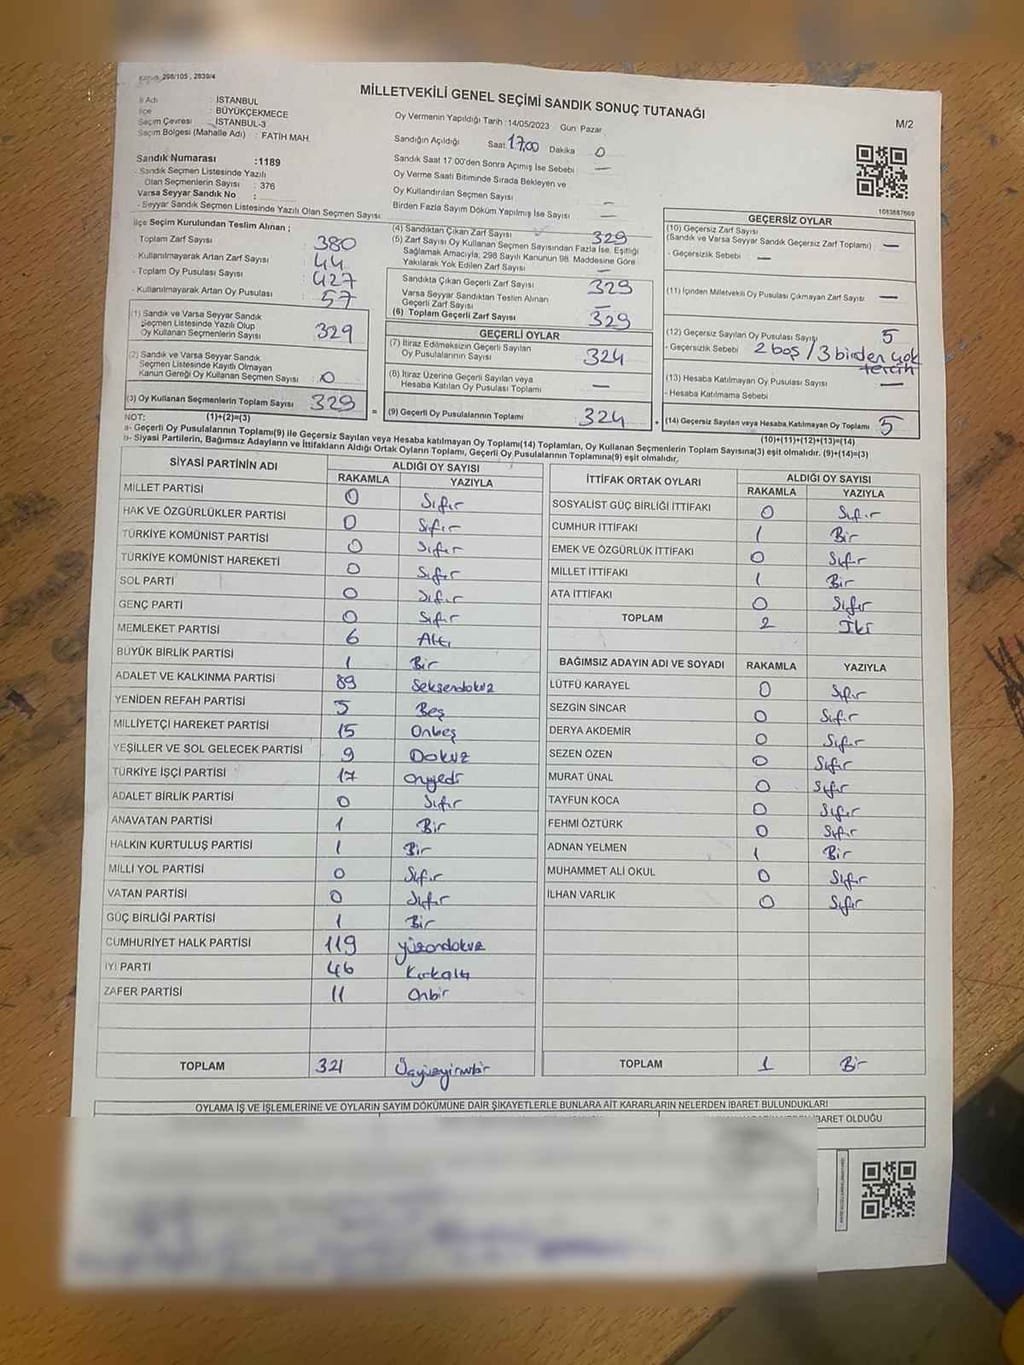 Kanun: 298/105, 2839/4
MİLLETVEKİLİ GENEL SEÇİMİ SANDIK SONUÇ TUTANAĞI
M/2
İl Adı : İSTANBUL
İlçe : BÜYÜKÇEKMECE
Seçim Çevresi : İSTANBUL-3
Seçim Bölgesi (Mahalle Adı) : FATİH MAH.
Sandık Numarası :1189
- Sandık Seçmen Listesinde Yazılı
Olan Seçmenlerin Sayısı : 376
Varsa Seyyar Sandık No :
- Seyyar Sandık Seçmen Listesinde Yazılı Olan Seçmen Sayısı
Oy Vermenin Yapıldığı Tarih :14/05/2023 Gün: Pazar
Sandığın Açıldığı Saat 17,00 Dakika 0
Sandık Saat 17.00'den Sonra Açımış İse Sebebi —
Oy Verme Saati Bitiminde Sırada Bekleyen ve
Oy Kullandırılan Seçmen Sayısı —
Birden Fazla Sayım Döküm Yapılmış İse Sayısı —
1083887669
İlçe Seçim Kurulundan Teslim Alınan ;
Toplam Zarf Sayısı 380
- Kullanılmayarak Artan Zarf Sayısı 44
- Toplam Oy Pusulası Sayısı 427
- Kullanılmayarak Artan Oy Pusulası 57
(1) Sandık ve Varsa Seyyar Sandık
Seçmen Listesinde Yazılı Olup
Oy Kullanan Seçmenlerin Sayısı 329
(2) Sandık ve Varsa Seyyar Sandık
Seçmen Listesinde Kayıtlı Olmayan
Kanun Gereği Oy Kullanan Seçmen Sayısı 0
(3) Oy Kullanan Seçmenlerin Toplam Sayısı 329 =
(4) Sandıktan Çıkan Zarf Sayısı 329
(5) Zarf Sayısı Oy Kullanan Seçmen Sayısından Fazla İse, Eşitliği
Sağlamak Amacıyla, 298 Sayılı Kanunun 98. Maddesine Göre
Yakılarak Yok Edilen Zarf Sayısı —
Sandıkta Çıkan Geçerli Zarf Sayısı 329
Varsa Seyyar Sandıktan Teslim Alınan
Geçerli Zarf Sayısı —
(6) Toplam Geçerli Zarf Sayısı 329
GEÇERLİ OYLAR
(7) İtiraz Edilmeksizin Geçerli Sayılan
Oy Pusulalarının Sayısı 324
(8) İtiraz Üzerine Geçerli Sayılan veya
Hesaba Katılan Oy Pusulası Toplamı —
(9) Geçerli Oy Pusulalarının Toplamı 324
GEÇERSİZ OYLAR
(10) Geçersiz Zarf Sayısı
(Sandık ve Varsa Seyyar Sandık Geçersiz Zarf Toplamı) —
- Geçersizlik Sebebi —
(11) İçinden Milletvekili Oy Pusulası Çıkmayan Zarf Sayısı —
(12) Geçersiz Sayılan Oy Pusulası Sayısı 5
- Geçersizlik Sebebi 2 boş / 3 birden çok
tercih
(13) Hesaba Katılmayan Oy Pusulası Sayısı —
- Hesaba Katılmama Sebebi
(14) Geçersiz Sayılan veya Hesaba Katılmayan Oy Toplamı 5
NOT: (1)+(2)=(3) (10)+(11)+(12)+(13)=(14)
a- Geçerli Oy Pusulalarının Toplamı(9) ile Geçersiz Sayılan veya Hesaba katılmayan Oy Toplamı(14) Toplamları, Oy Kullanan Seçmenlerin Toplam Sayısına(3) eşit olmalıdır. (9)+(14)=(3)
b- Siyasi Partilerin, Bağımsız Adayların ve İttifakların Aldığı Ortak Oyların Toplamı, Geçerli Oy Pusulalarının Toplamına(9) eşit olmalıdır,
SİYASİ PARTİNİN ADI ALDIĞI OY SAYISI
RAKAMLA YAZIYLA
MİLLET PARTİSİ 0 Sıfır
HAK VE ÖZGÜRLÜKLER PARTİSİ 0 Sıfır
TÜRKİYE KOMÜNİST PARTİSİ 0 Sıfır
TÜRKİYE KOMÜNİST HAREKETİ 0 Sıfır
SOL PARTİ 0 Sıfır
GENÇ PARTİ 0 Sıfır
MEMLEKET PARTİSİ 6 Altı
BÜYÜK BİRLİK PARTİSİ 1 Bir
ADALET VE KALKINMA PARTİSİ 89 Seksendokuz
YENİDEN REFAH PARTİSİ 5 Beş
MİLLİYETÇİ HAREKET PARTİSİ 15 Onbeş
YEŞİLLER VE SOL GELECEK PARTİSİ 9 Dokuz
TÜRKİYE İŞÇİ PARTİSİ 17 onyedi
ADALET BİRLİK PARTİSİ 0 Sıfır
ANAVATAN PARTİSİ 1 Bir
HALKIN KURTULUŞ PARTİSİ 1 Bir
MİLLİ YOL PARTİSİ 0 Sıfır
VATAN PARTİSİ 0 Sıfır
GÜÇ BİRLİĞİ PARTİSİ 1 Bir
CUMHURİYET HALK PARTİSİ 119 yüzondokuz
İYİ PARTİ 46 Kırkaltı
ZAFER PARTİSİ 11 Onbir
TOPLAM 321 Üçyüzyirmibir
İTTİFAK ORTAK OYLARI ALDIĞI OY SAYISI
RAKAMLA YAZIYLA
SOSYALİST GÜÇ BİRLİĞİ İTTİFAKI 0 Sıfır
CUMHUR İTTİFAKI 1 Bir
EMEK VE ÖZGÜRLÜK İTTİFAKI 0 Sıfır
MİLLET İTTİFAKI 1 Bir
ATA İTTİFAKI 0 Sıfır
TOPLAM 2 İki
BAĞIMSIZ ADAYIN ADI VE SOYADI RAKAMLA YAZIYLA
LÜTFÜ KARAYEL 0 Sıfır
SEZGİN SİNCAR 0 Sıfır
DERYA AKDEMİR 0 Sıfır
SEZEN ÖZEN 0 Sıfır
MURAT ÜNAL 0 Sıfır
TAYFUN KOCA 0 Sıfır
FEHMİ ÖZTÜRK 0 Sıfır
ADNAN YELMEN 1 Bir
MUHAMMET ALİ OKUL 0 Sıfır
İLHAN VARLIK 0 Sıfır
TOPLAM 1 Bir
OYLAMA İŞ VE İŞLEMLERİNE VE OYLARIN SAYIM DÖKÜMÜNE DAİR ŞİKAYETLERLE BUNLARA AİT KARARLARIN NELERDEN İBARET BULUNDUKLARI
İBARET OLDUĞU